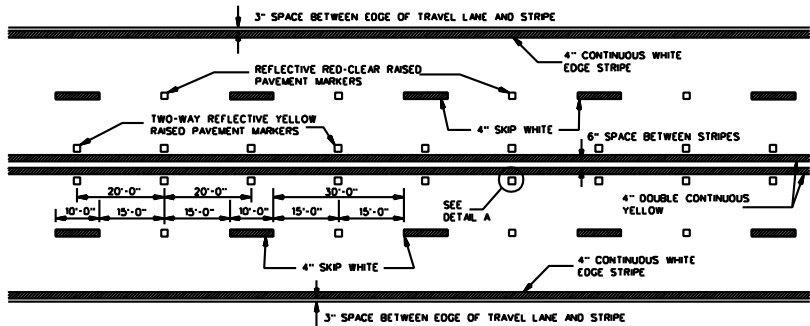 3" SPACE BETWEEN EDGE OF TRAVEL LANE AND STRIPE
4" CONTINUOUS WHITE
EDGE STRIPE
REFLECTIVE RED-CLEAR RAISED
PAVEMENT MARKERS
TWO-WAY REFLECTIVE YELLOW
RAISED PAVEMENT MARKERS
4" SKIP WHITE
6" SPACE BETWEEN STRIPES
20'-0" 20'-0" 30'-0"
10'-0" 15'-0" 15'-0" 10'-0" 15'-0" 15'-0"
SEE
DETAIL A
4" DOUBLE CONTINUOUS
YELLOW
4" SKIP WHITE
4" CONTINUOUS WHITE
EDGE STRIPE
3" SPACE BETWEEN EDGE OF TRAVEL LANE AND STRIPE